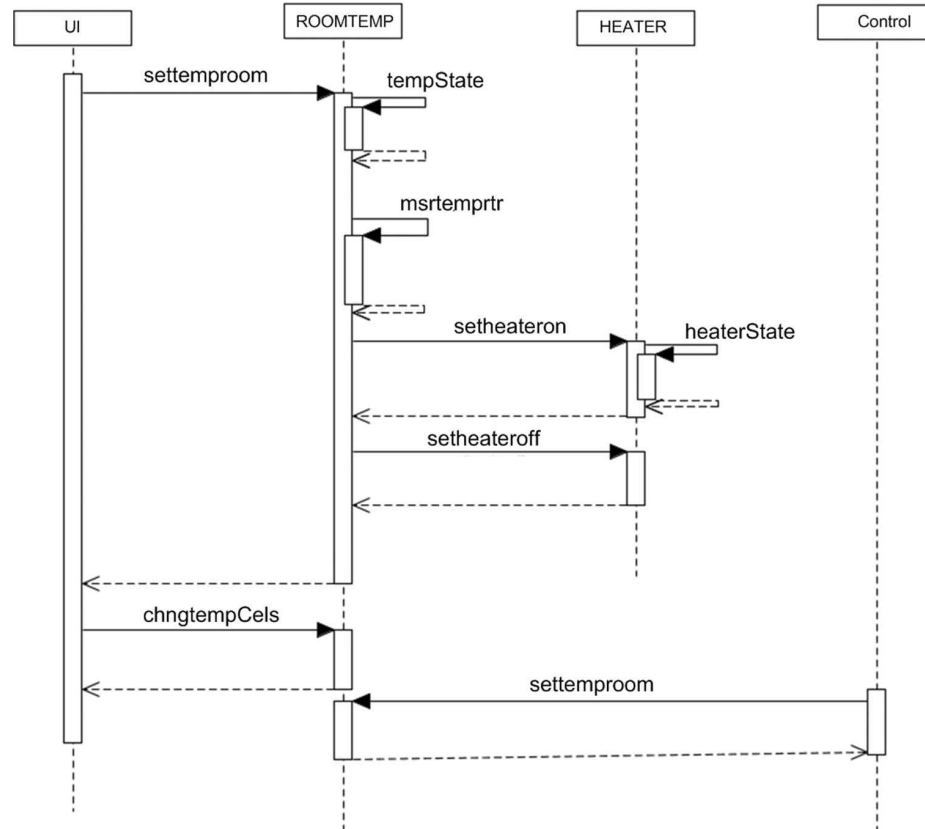 UI
ROOMTEMP
HEATER
Control
settemproom
tempState
msrtemprtr
setheateron
heaterState
setheateroff
chngtempCels
settemproom